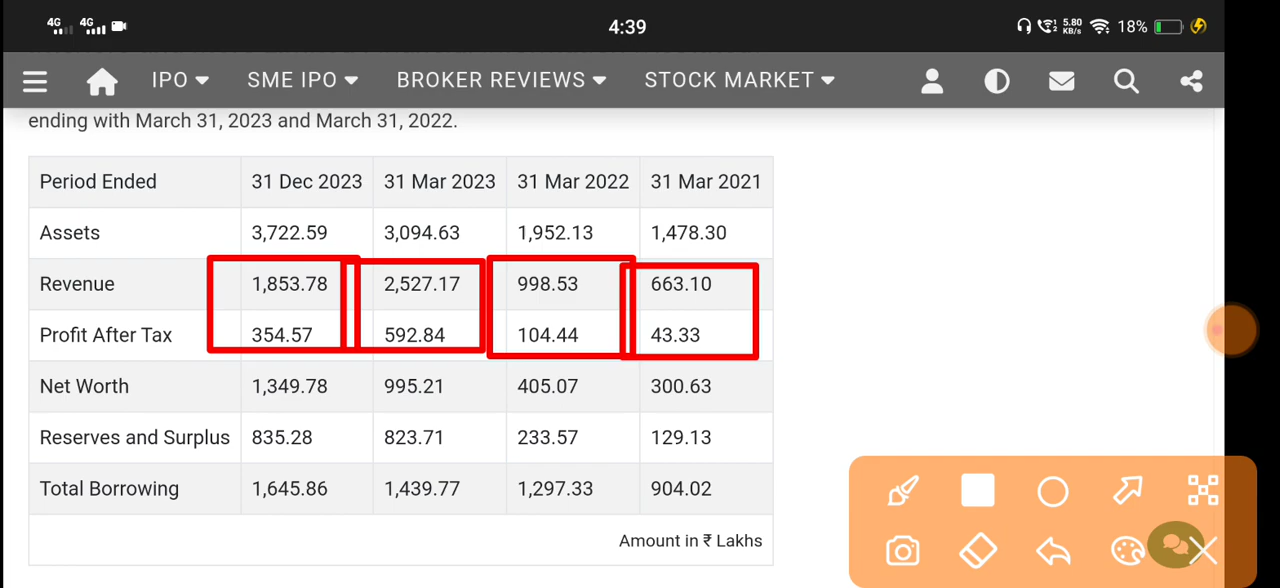 4G 4G 4:39 5.80 KB/s 18%
IPO SME IPO BROKER REVIEWS STOCK MARKET
ending with March 31, 2023 and March 31, 2022.
Period Ended 31 Dec 2023 31 Mar 2023 31 Mar 2022 31 Mar 2021
Assets 3,722.59 3,094.63 1,952.13 1,478.30
Revenue 1,853.78 2,527.17 998.53 663.10
Profit After Tax 354.57 592.84 104.44 43.33
Net Worth 1,349.78 995.21 405.07 300.63
Reserves and Surplus 835.28 823.71 233.57 129.13
Total Borrowing 1,645.86 1,439.77 1,297.33 904.02
Amount in ₹ Lakhs